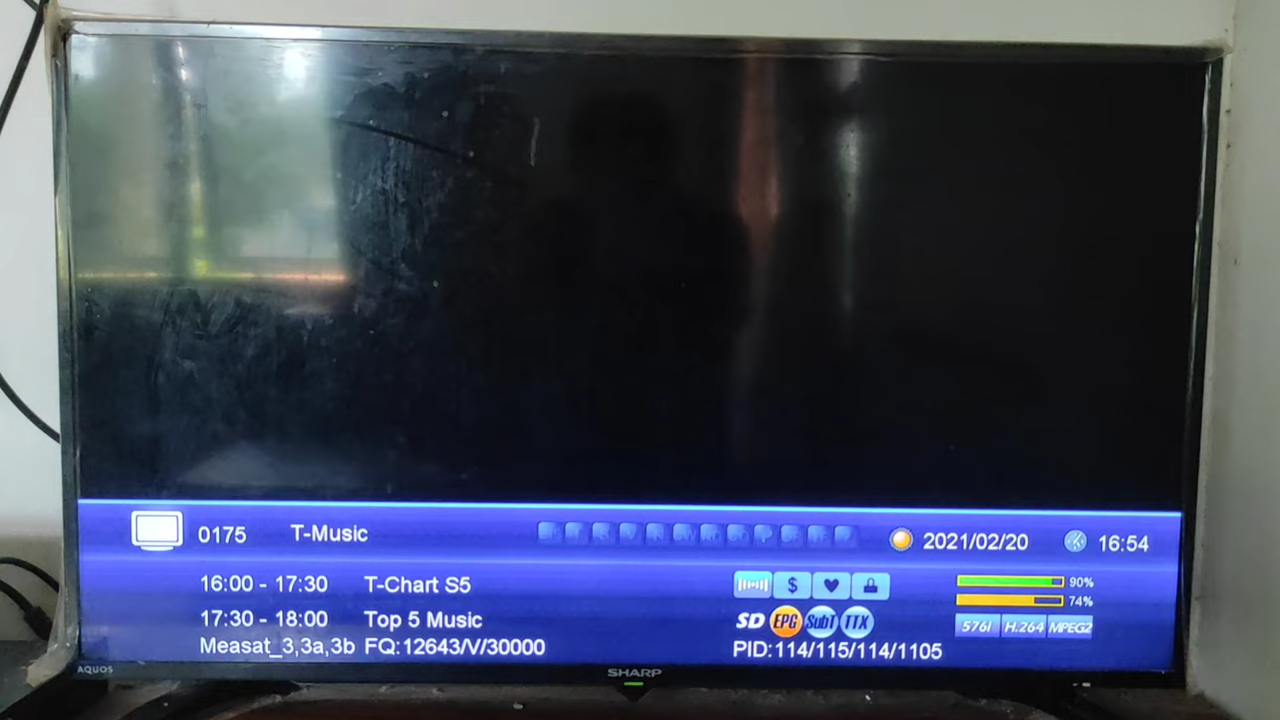 0175 T-Music 2021/02/20 16:54
16:00 - 17:30 T-Chart S5 $ 90%
74%
17:30 - 18:00 Top 5 Music SD EPG SubT TTX 576i H.264 MPEG2
Measat_3,3a,3b FQ:12643/V/30000 PID:114/115/114/1105
AQUOS SHARP